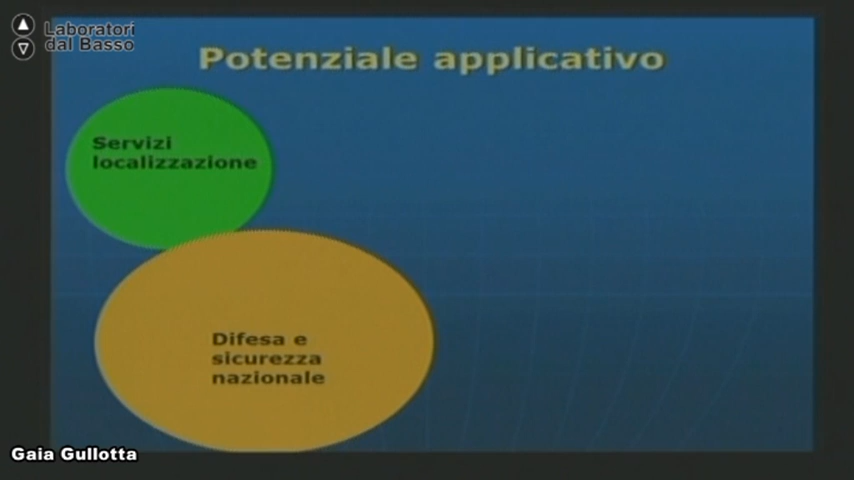 Laboratori
dal Basso
Potenziale applicativo
Servizi
localizzazione
Difesa e
sicurezza
nazionale
Gaia Gullotta